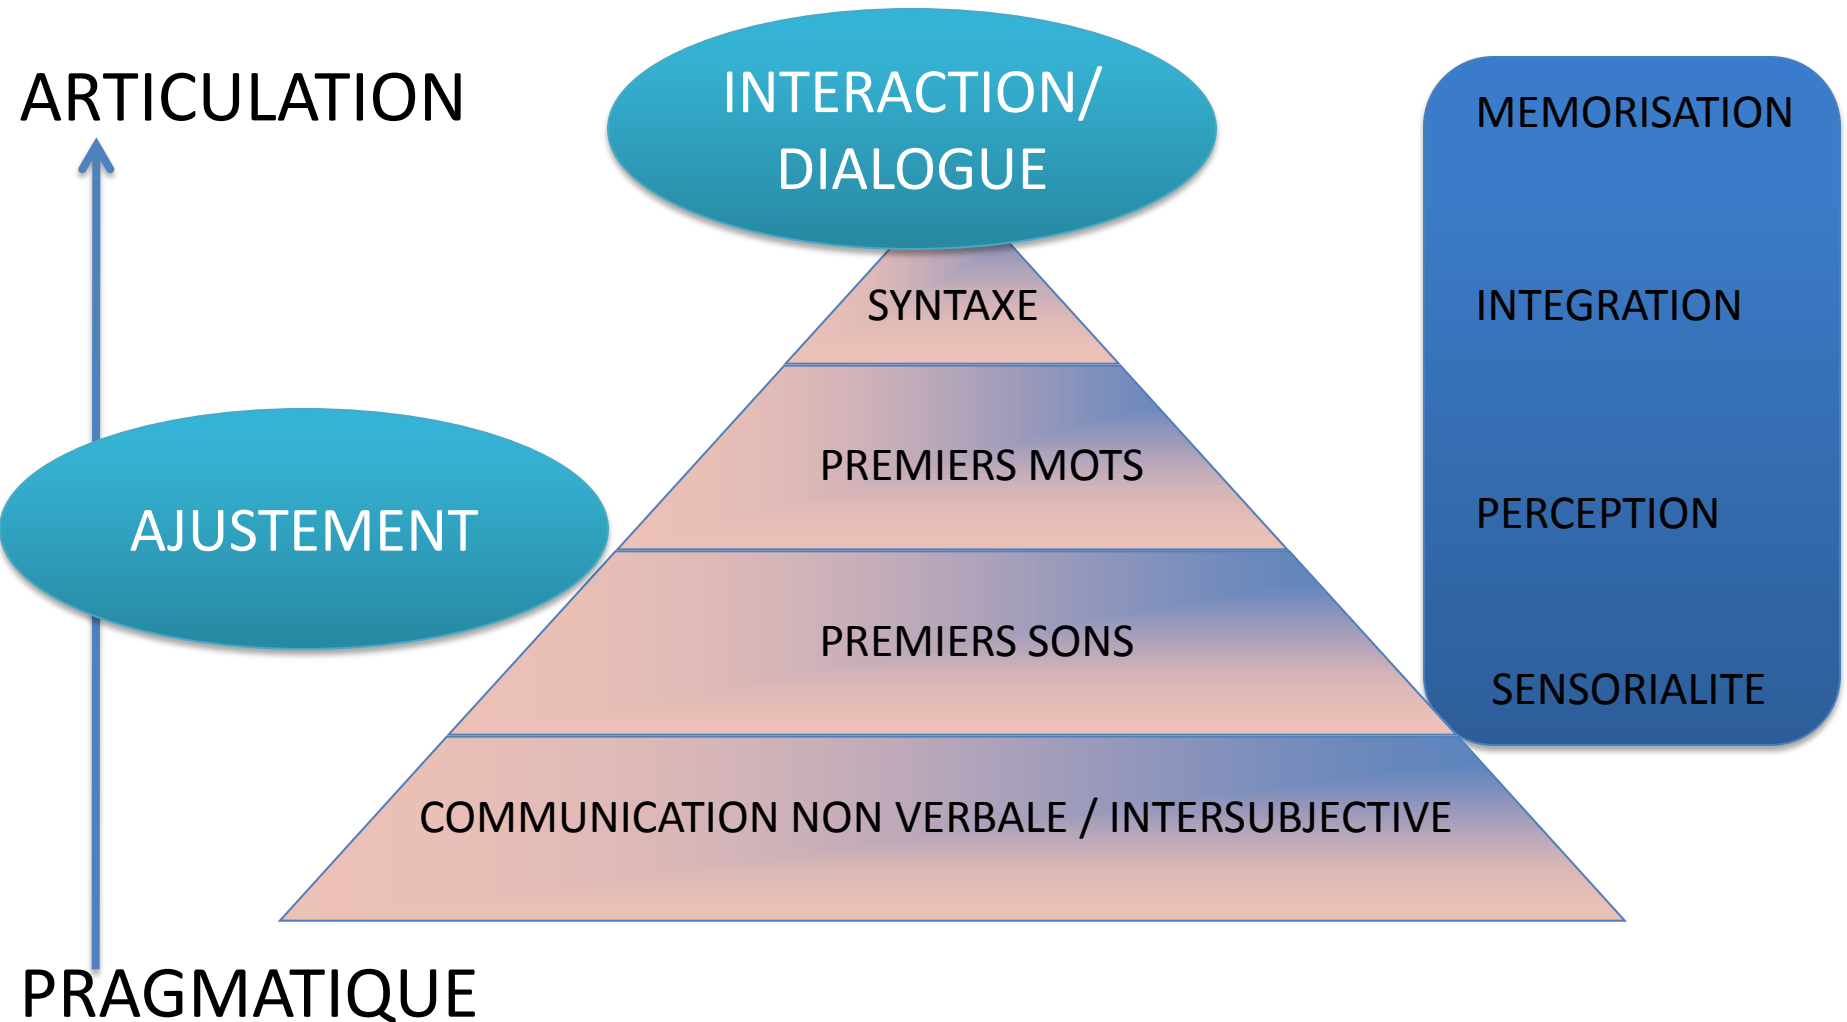 ARTICULATION
INTERACTION/
DIALOGUE
MEMORISATION
SYNTAXE
INTEGRATION
PREMIERS MOTS
AJUSTEMENT
PERCEPTION
PREMIERS SONS
SENSORIALITE
COMMUNICATION NON VERBALE / INTERSUBJECTIVE
PRAGMATIQUE